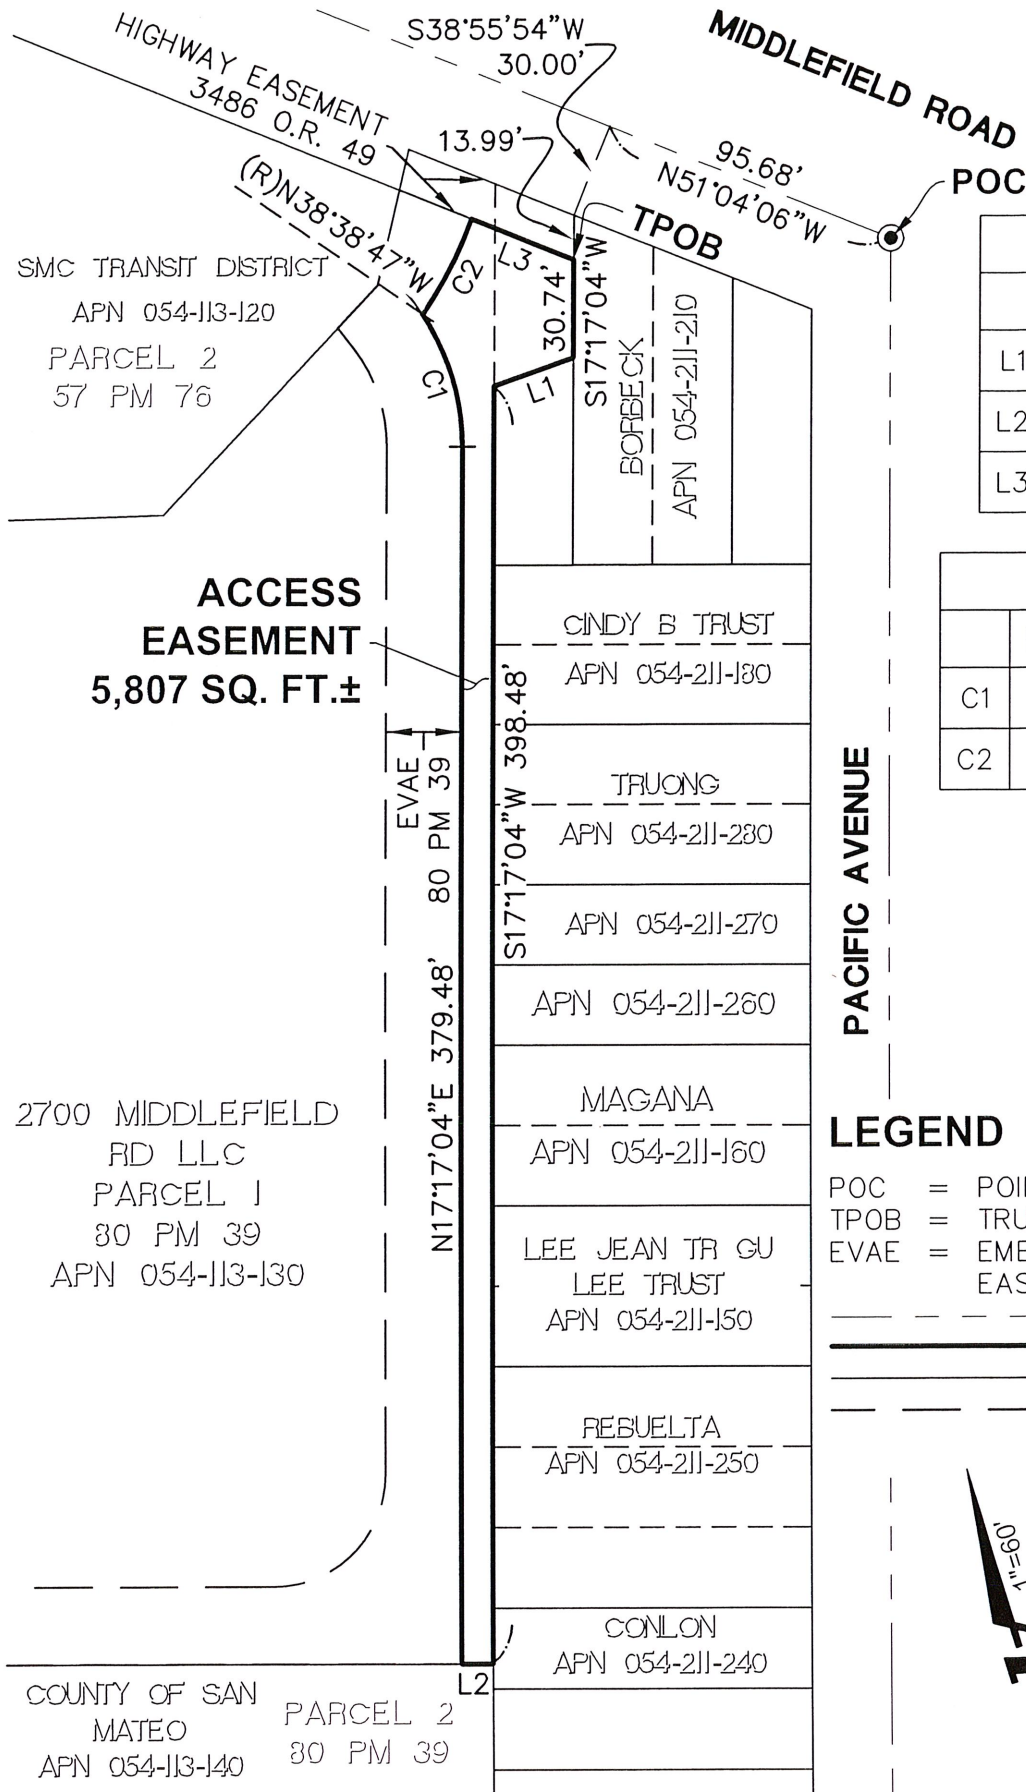 S38°55'54"W
30.00'
MIDDLEFIELD ROAD
HIGHWAY EASEMENT
3486 O.R. 49
13.99'
95.68'
N51°04'06"W
POC
(R)N38°38'47"W
TPOB
L3
C2
SMC TRANSIT DISTRICT
APN 054-113-120
PARCEL 2
57 PM 76
30.74'
S17°17'04"W
C1
L1
BORBECK
APN 054-211-210
L1
L2
L3
ACCESS
EASEMENT
5,807 SQ. FT.±
CINDY B TRUST
APN 054-211-180
C1
C2
EVAE
80 PM 39
S17°17'04"W 398.48'
TRUONG
APN 054-211-280
PACIFIC AVENUE
APN 054-211-270
APN 054-211-260
N17°17'04"E 379.48'
2700 MIDDLEFIELD
RD LLC
PARCEL 1
80 PM 39
APN 054-113-130
MAGANA
APN 054-211-160
LEGEND
POC =
TPOB =
EVAE =
LEE JEAN TR GU
LEE TRUST
APN 054-211-150
REBUELTA
APN 054-211-250
1"=60'
CONLON
APN 054-211-240
L2
COUNTY OF SAN
MATEO
APN 054-113-140
PARCEL 2
80 PM 39